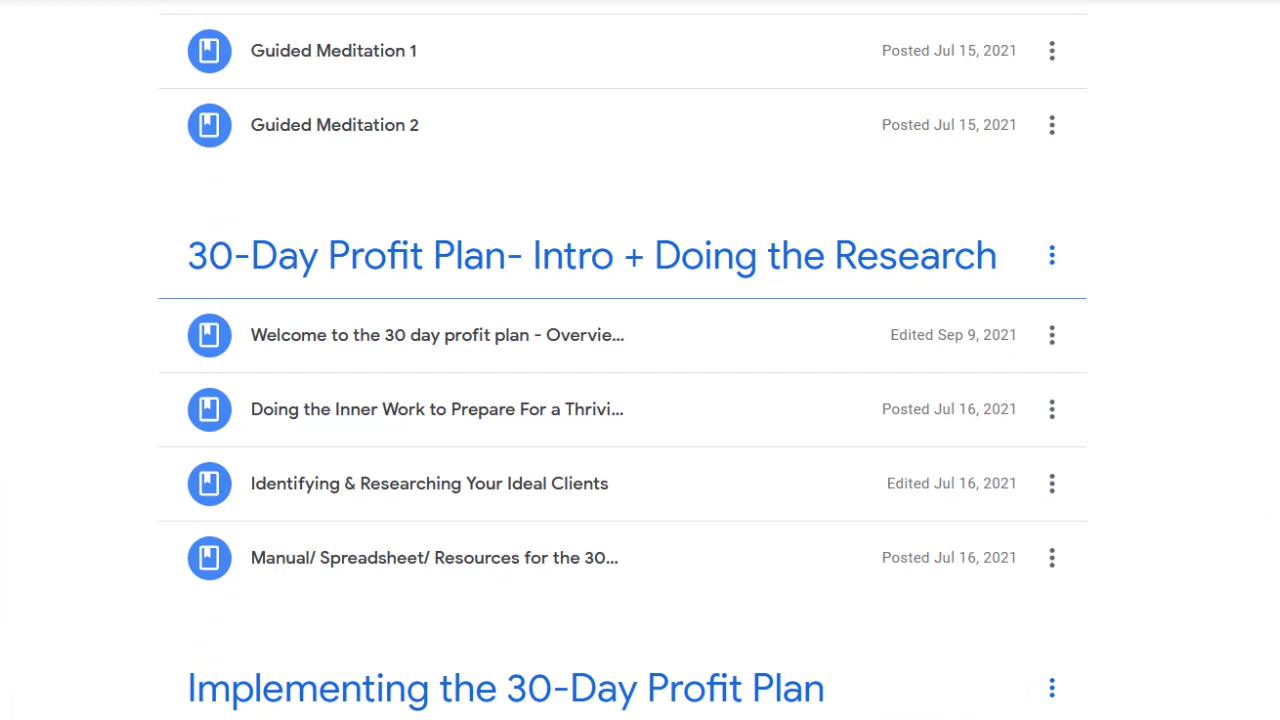 Guided Meditation 1 Posted Jul 15, 2021
Guided Meditation 2 Posted Jul 15, 2021
30-Day Profit Plan- Intro + Doing the Research
Welcome to the 30 day profit plan - Overvie... Edited Sep 9, 2021
Doing the Inner Work to Prepare For a Thrivi... Posted Jul 16, 2021
Identifying & Researching Your Ideal Clients Edited Jul 16, 2021
Manual/ Spreadsheet/ Resources for the 30... Posted Jul 16, 2021
Implementing the 30-Day Profit Plan